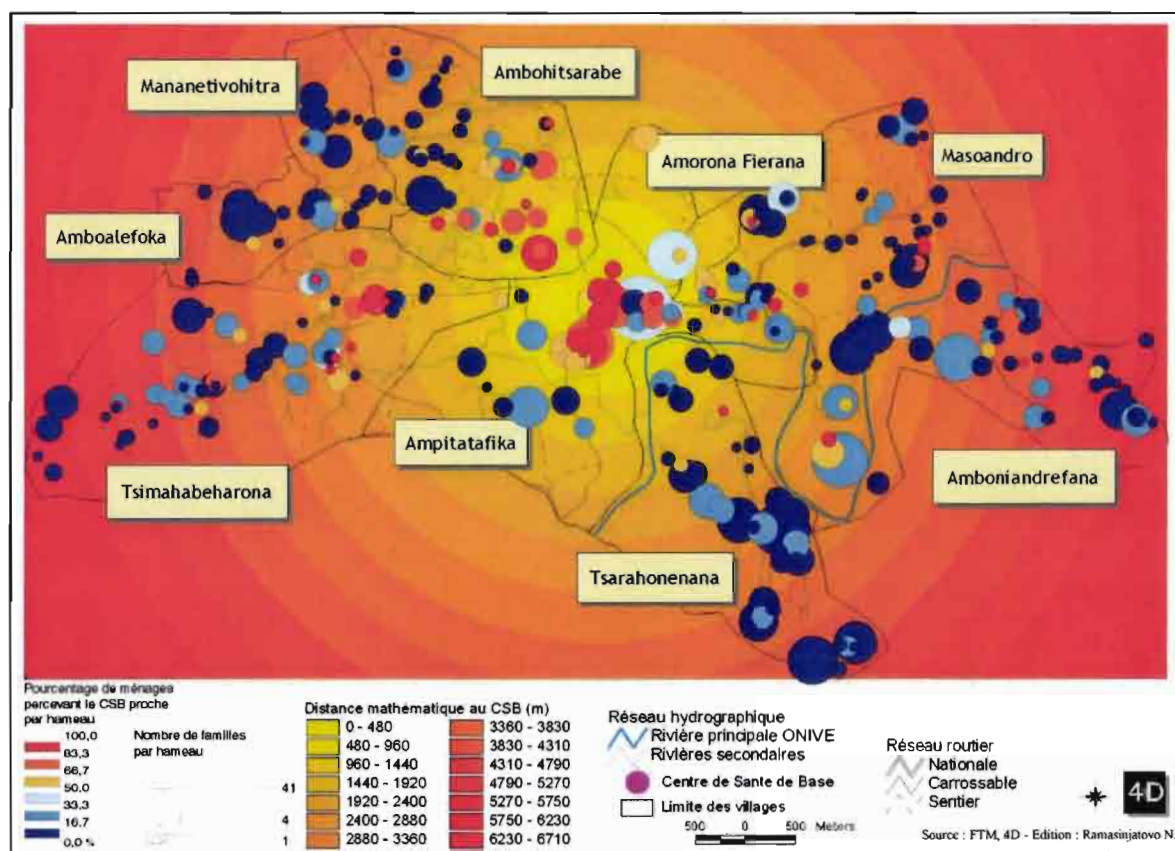 Mananetivohitra
Ambohitsarabe
Amorona Fierana
Masoandro
Amboalefoka
Ampitatafika
Tsimahabeharona
Amboniandrefana
Tsarahonenana
Pourcentage de ménages
percevant le CSB proche
par hameau
100,0
83,3
66,7
50,0
33,3
16,7
0,0 %
Nombre de familles
par hameau
41
4
1
Distance mathématique au CSB (m)
0 - 480
480 - 960
960 - 1440
1440 - 1920
1920 - 2400
2400 - 2880
2880 - 3360
3360 - 3830
3830 - 4310
4310 - 4790
4790 - 5270
5270 - 5750
5750 - 6230
6230 - 6710
Réseau hydrographique
Rivière principale ONIVE
Rivières secondaires
Centre de Sante de Base
Limite des villages
500 0 500 Meters
Réseau routier
Nationale
Carrossable
Sentier
4D
Source : FTM, 4D - Edition : Ramasinjatovo N.